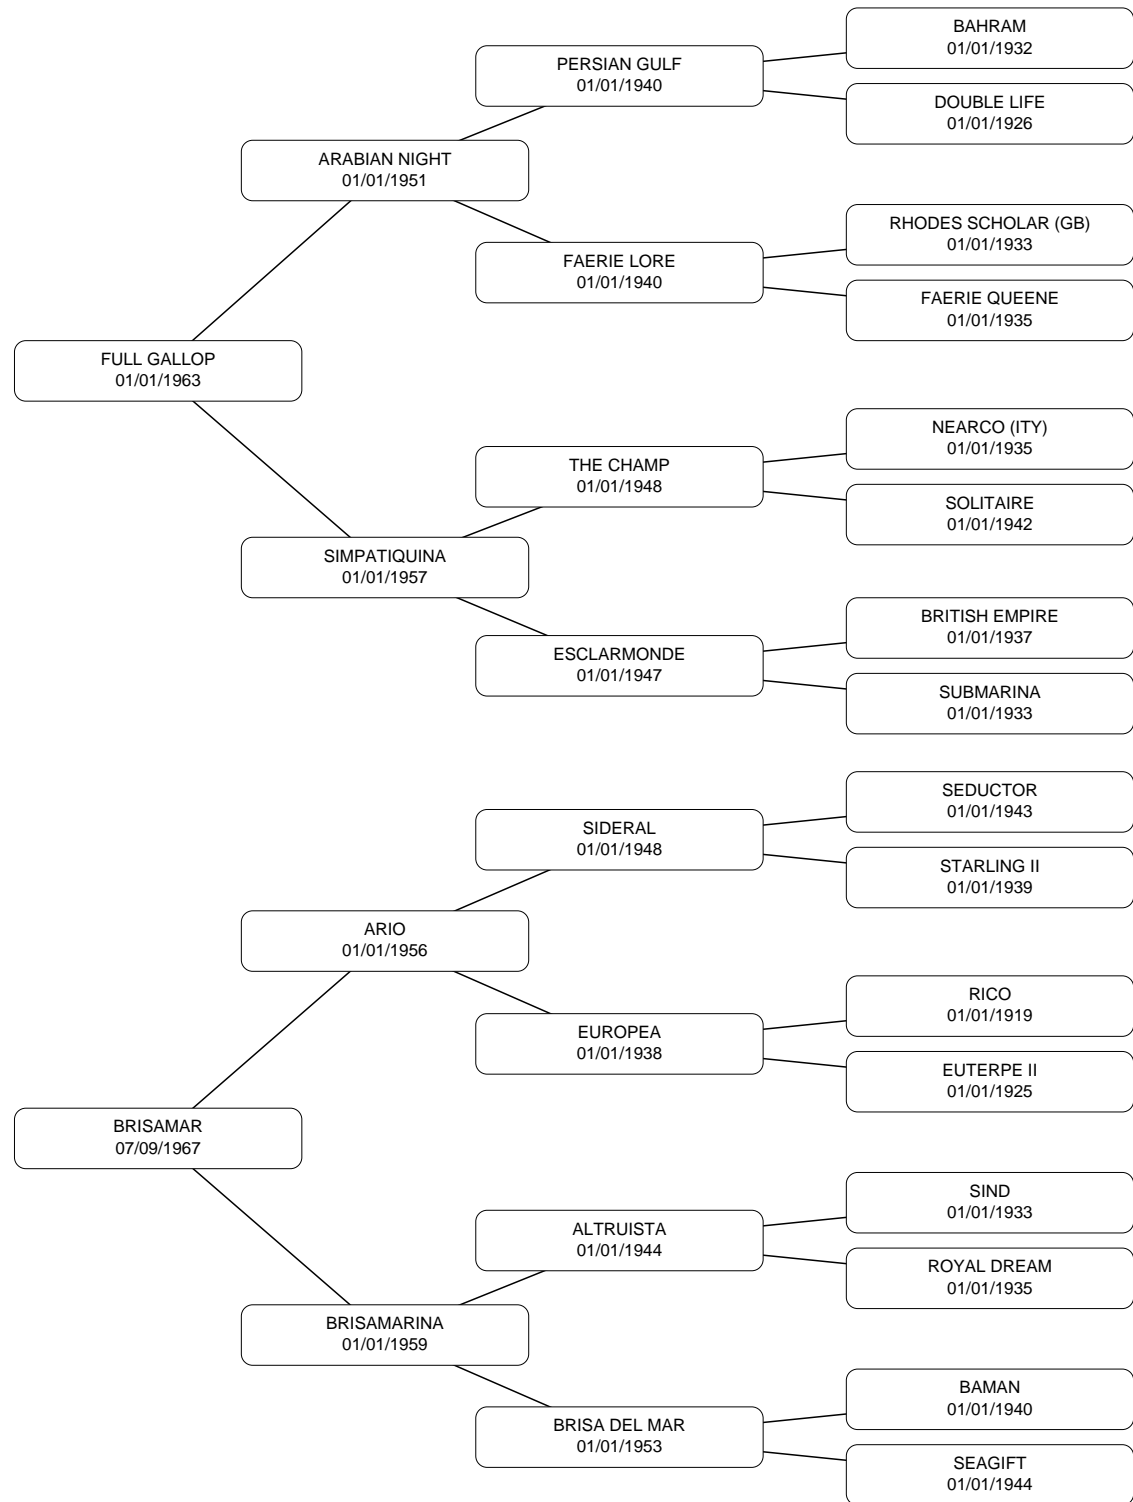 BAHRAM
01/01/1932
PERSIAN GULF
01/01/1940
DOUBLE LIFE
01/01/1926
ARABIAN NIGHT
01/01/1951
RHODES SCHOLAR (GB)
01/01/1933
FAERIE LORE
01/01/1940
FAERIE QUEENE
01/01/1935
FULL GALLOP
01/01/1963
NEARCO (ITY)
01/01/1935
THE CHAMP
01/01/1948
SOLITAIRE
01/01/1942
SIMPATIQUINA
01/01/1957
BRITISH EMPIRE
01/01/1937
ESCLARMONDE
01/01/1947
SUBMARINA
01/01/1933
SEDUCTOR
01/01/1943
SIDERAL
01/01/1948
STARLING II
01/01/1939
ARIO
01/01/1956
RICO
01/01/1919
EUROPEA
01/01/1938
EUTERPE II
01/01/1925
BRISAMAR
07/09/1967
SIND
01/01/1933
ALTRUISTA
01/01/1944
ROYAL DREAM
01/01/1935
BRISAMARINA
01/01/1959
BAMAN
01/01/1940
BRISA DEL MAR
01/01/1953
SEAGIFT
01/01/1944